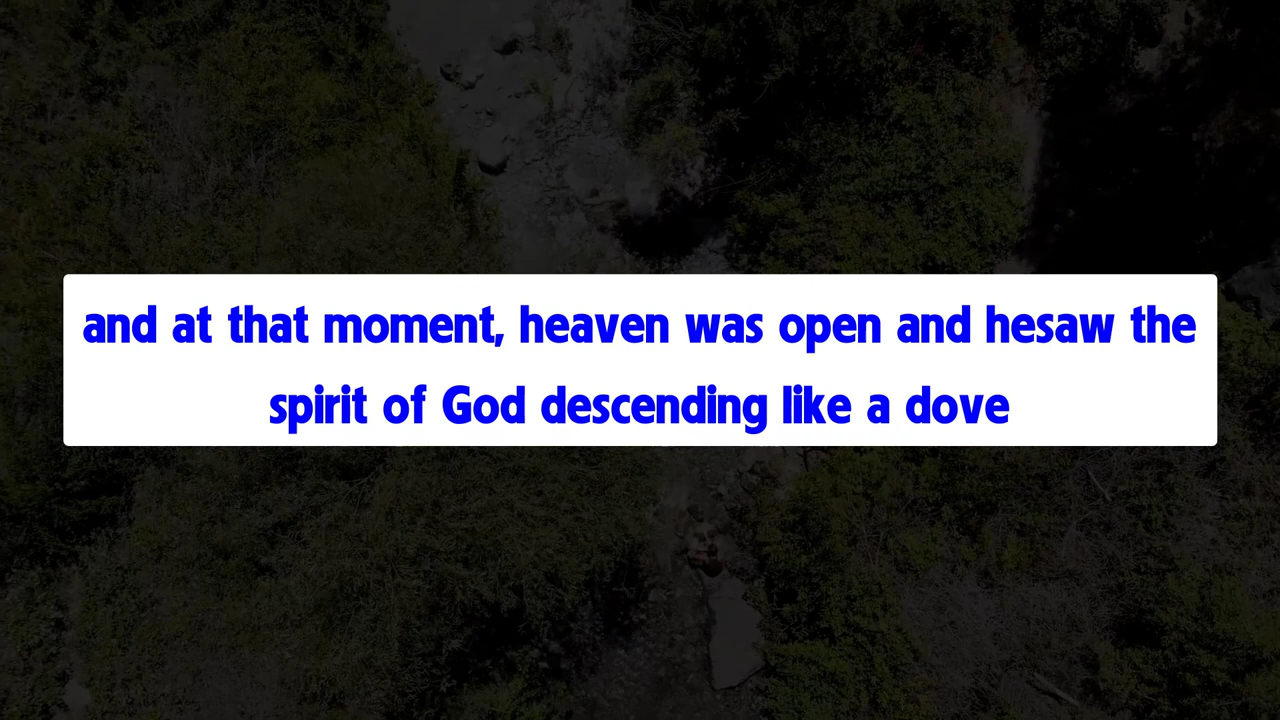 and at that moment, heaven was open and hesaw the
spirit of God descending like a dove